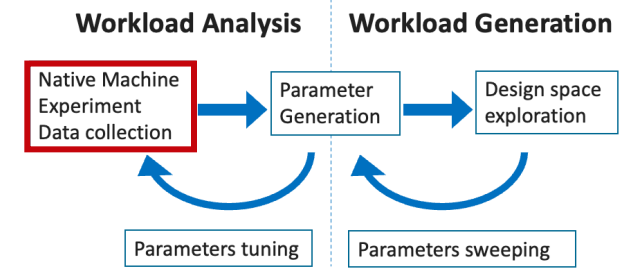 Workload Analysis
Workload Generation
Native Machine
Experiment
Data collection
Parameter
Generation
Design space
exploration
Parameters tuning
Parameters sweeping